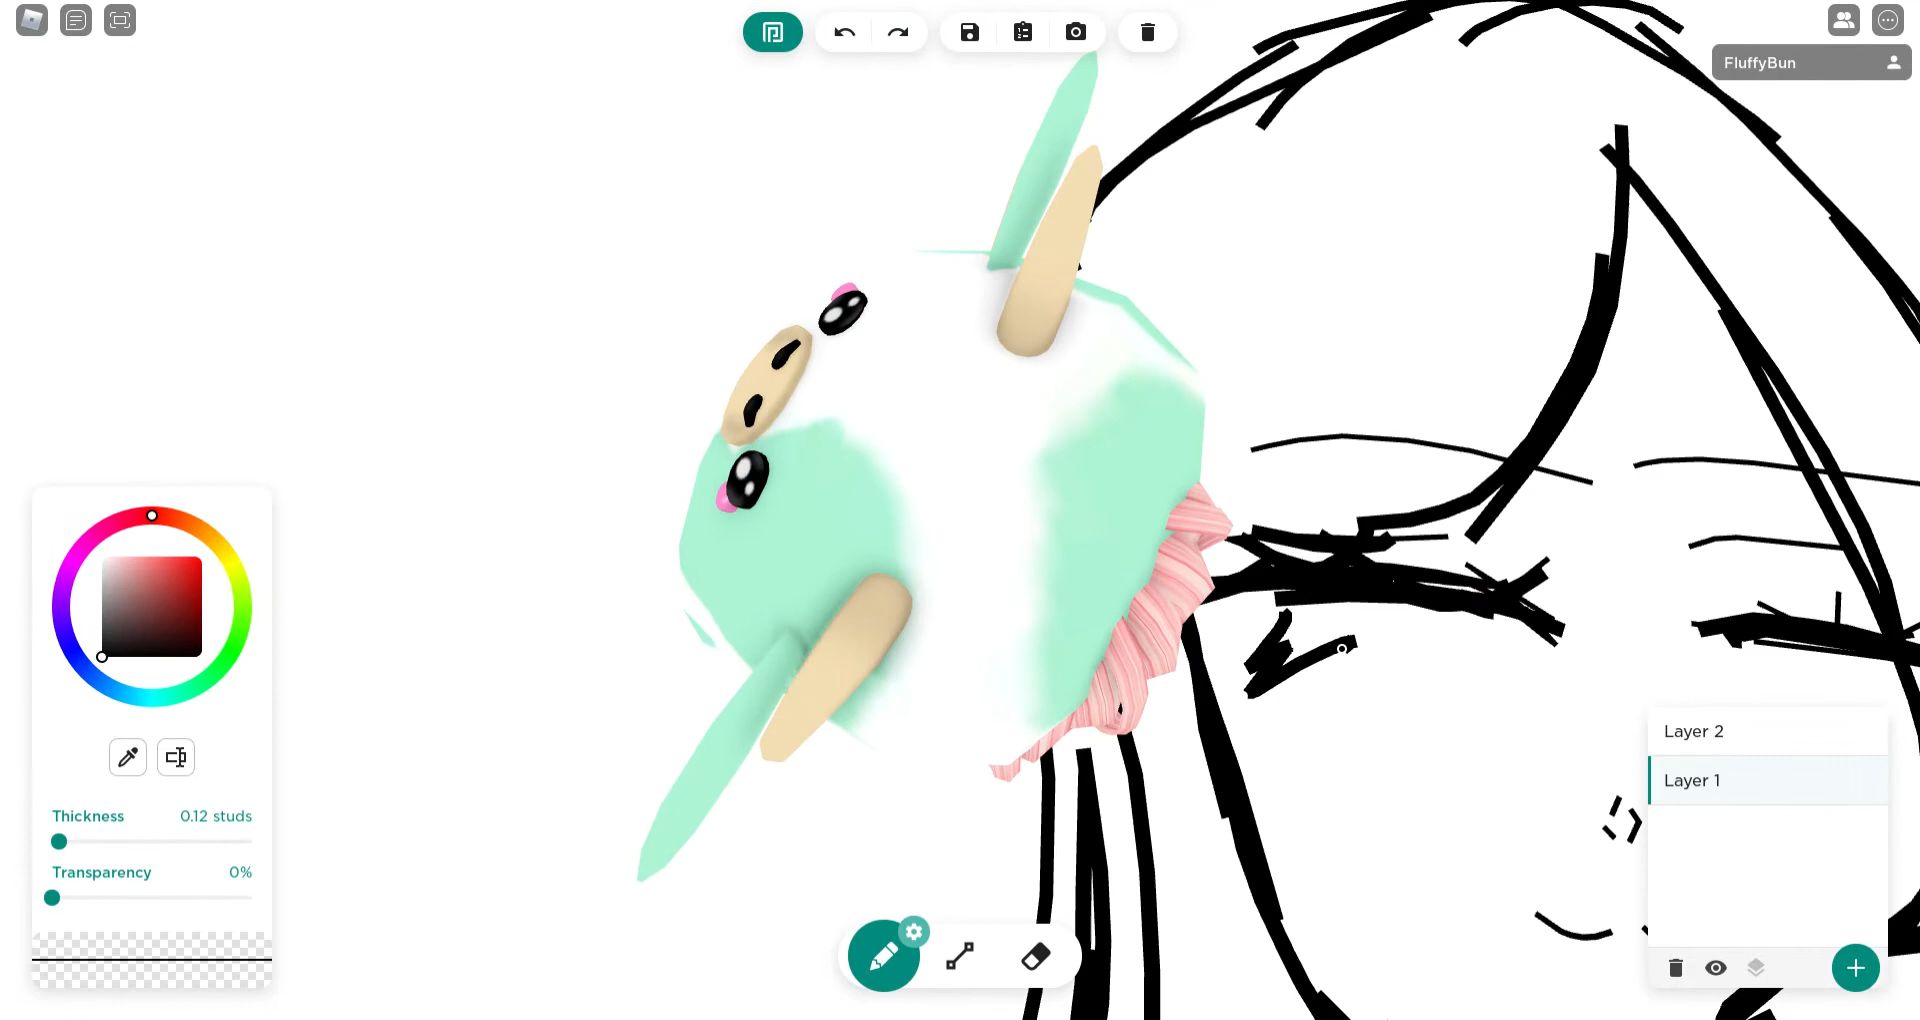 FluffyBun
Thickness 0.12 studs
Transparency 0%
Layer 2
Layer 1